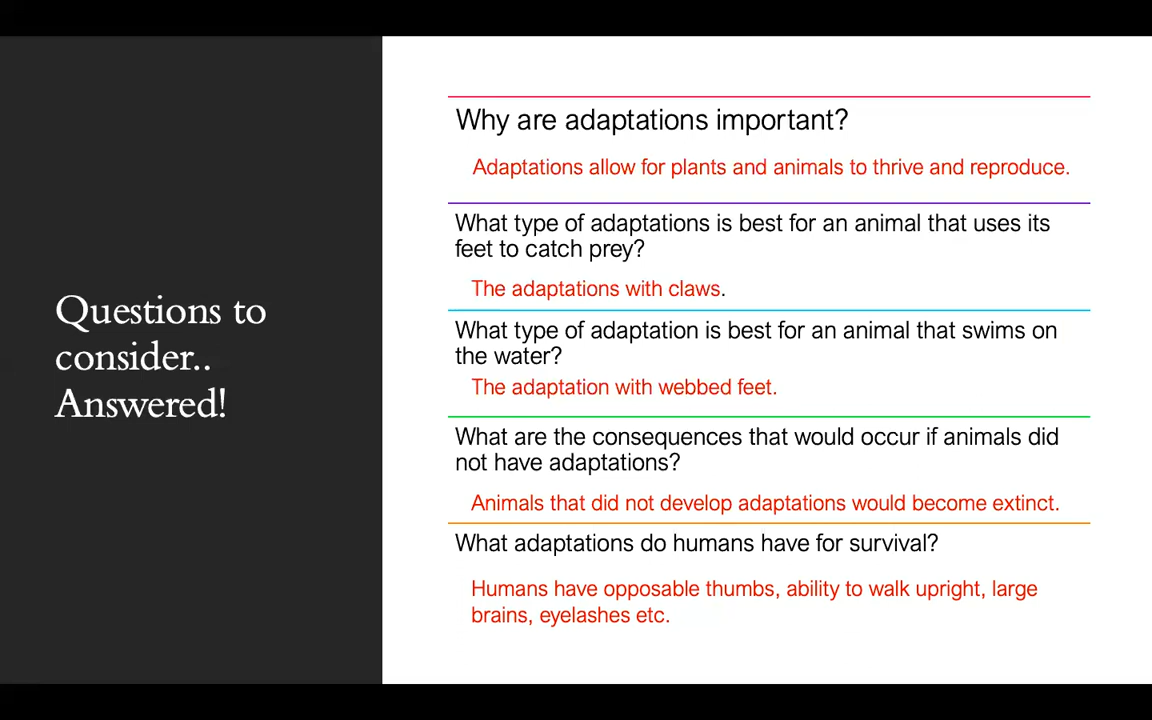 Questions to
consider..
Answered!
Why are adaptations important?
Adaptations allow for plants and animals to thrive and reproduce.
What type of adaptations is best for an animal that uses its
feet to catch prey?
The adaptations with claws.
What type of adaptation is best for an animal that swims on
the water?
The adaptation with webbed feet.
What are the consequences that would occur if animals did
not have adaptations?
Animals that did not develop adaptations would become extinct.
What adaptations do humans have for survival?
Humans have opposable thumbs, ability to walk upright, large
brains, eyelashes etc.